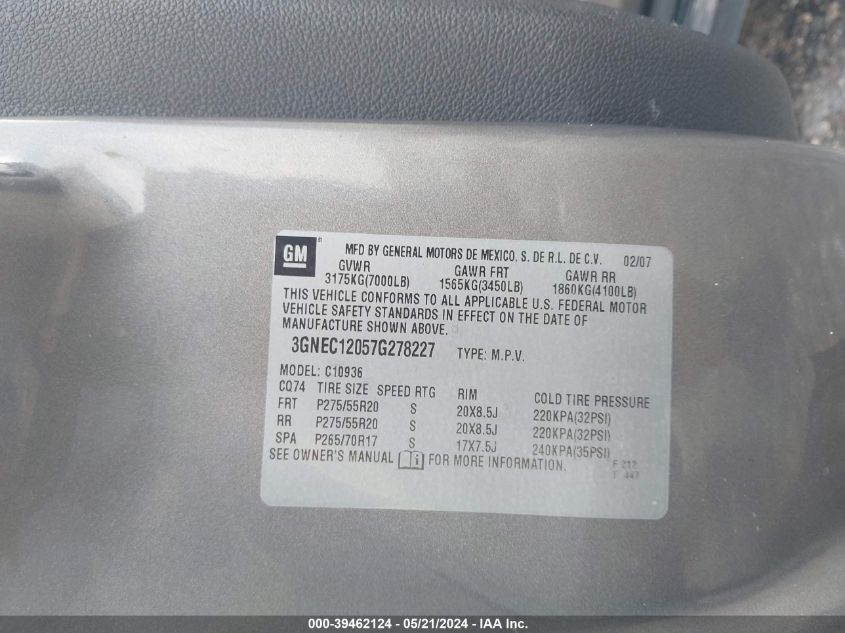 GM
MFD BY GENERAL MOTORS DE MEXICO, S. DE R.L. DE C.V. 02/07
GVWR GAWR FRT GAWR RR
3175KG(7000LB) 1565KG(3450LB) 1860KG(4100LB)
THIS VEHICLE CONFORMS TO ALL APPLICABLE U.S. FEDERAL MOTOR
VEHICLE SAFETY STANDARDS IN EFFECT ON THE DATE OF
MANUFACTURE SHOWN ABOVE.
3GNEC12057G278227 TYPE: M.P.V.
MODEL: C10936
CQ74 TIRE SIZE SPEED RTG RIM COLD TIRE PRESSURE
FRT P275/55R20 S 20X8.5J 220KPA(32PSI)
RR P275/55R20 S 20X8.5J 220KPA(32PSI)
SPA P265/70R17 S 17X7.5J 240KPA(35PSI)
SEE OWNER'S MANUAL i FOR MORE INFORMATION.
F 212
T 447
000-39462124 - 05/21/2024 - IAAI, Inc.